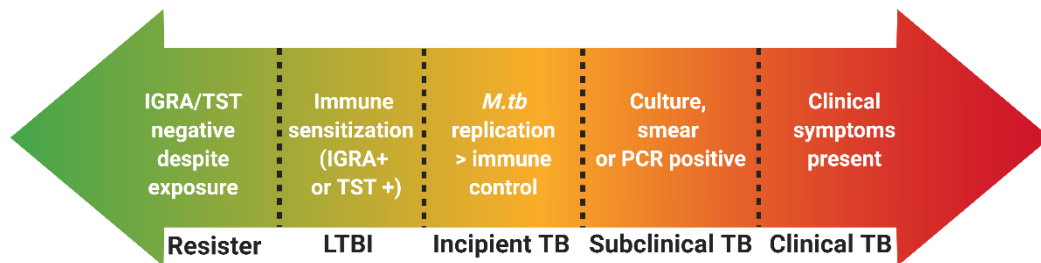 IGRA/TST
negative
despite
exposure
Immune
sensitization
(IGRA+
or TST +)
M.tb
replication
> immune
control
Culture,
smear
or PCR positive
Clinical
symptoms
present
Resister
LTBI
Incipient TB
Subclinical TB
Clinical TB